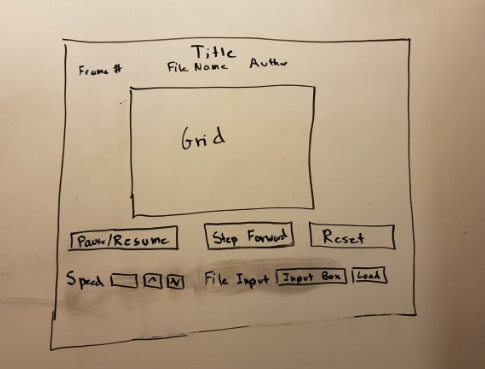 Title
Frame # File Name Author
Grid
Pause/Resume Step Forward Reset
Speed ^ v File Input Input Box Load